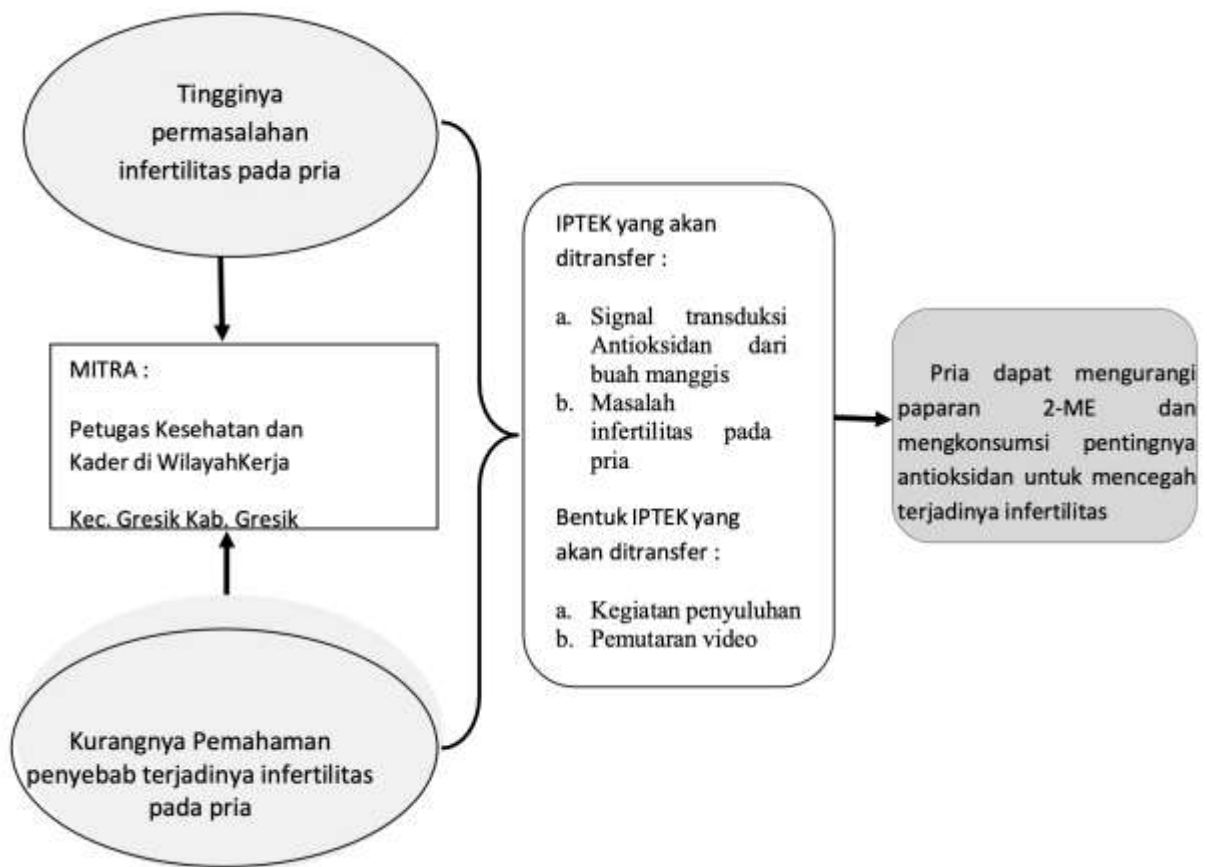 Tingginya
permasalahan
infertilitas pada pria
MITRA :
Petugas Kesehatan dan
Kader di WilayahKerja
Kec. Gresik Kab. Gresik
Kurangnya Pemahaman
penyebab terjadinya infertilitas
pada pria
IPTEK yang akan
ditransfer :
a. Signal transduksi
Antioksidan dari
buah manggis
b. Masalah
infertilitas pada
pria
Bentuk IPTEK yang
akan ditransfer :
a. Kegiatan penyuluhan
b. Pemutaran video
Pria dapat mengurangi
paparan 2-ME dan
mengkonsumsi pentingnya
antioksidan untuk mencegah
terjadinya infertilitas